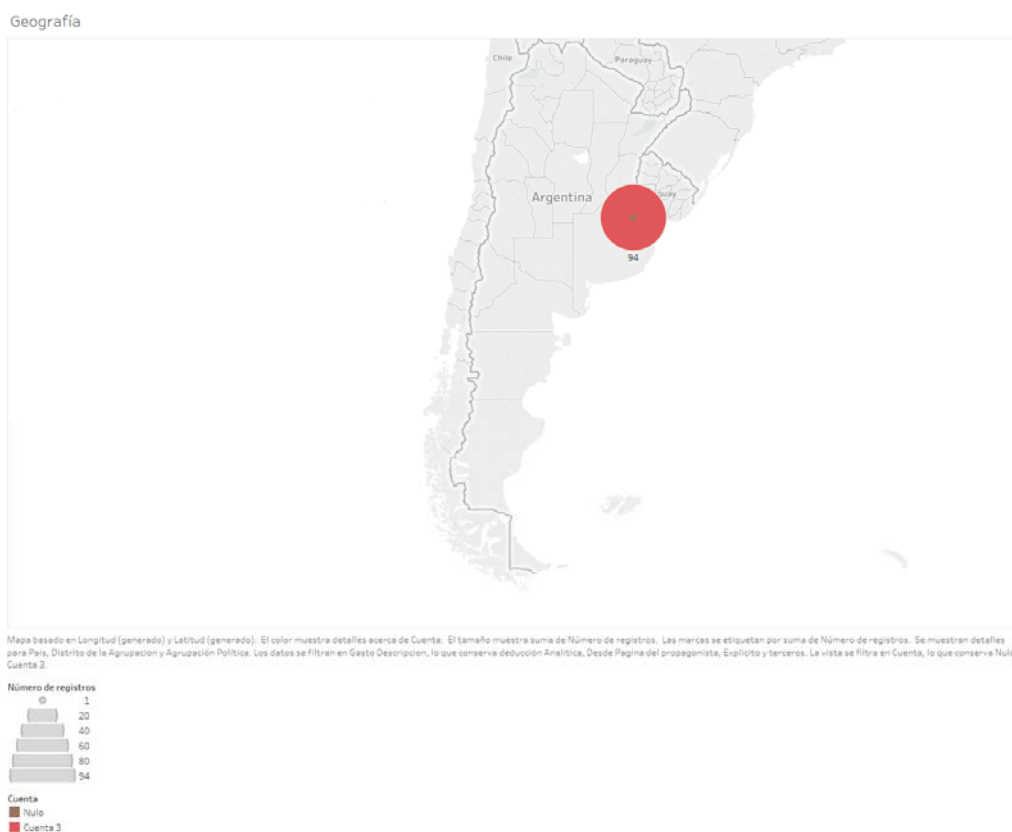 Geografía
Chile
Paraguay
Argentina
guay
94
Mapa basado en Longitud (generado) y Latitud (generado). El color muestra detalles acerca de Cuenta. El tamaño muestra suma de Número de registros. Las marcas se etiquetan por suma de Número de registros. Se muestran detalles
para País, Distrito de la Agrupacion y Agrupación Política. Los datos se filtran en Gasto Descripcion, lo que conserva deducción Analítica, Desde Pagina del propagonista, Explicito y terceros. La vista se filtra en Cuenta, lo que conserva Nulo
Cuenta 3.
Número de registros
1
20
40
60
80
94
Cuenta
Nulo
Cuenta 3